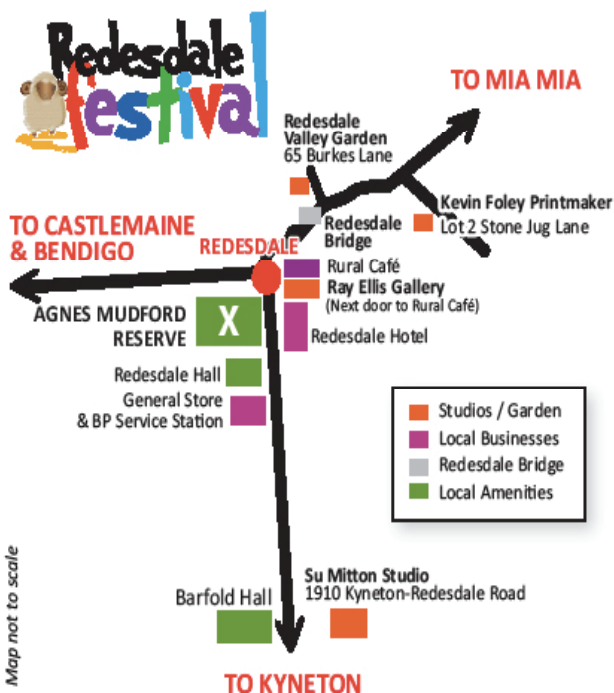 Redesdale
festival
TO MIA MIA
Redesdale
Valley Garden
65 Burkes Lane
Kevin Foley Printmaker
Lot 2 Stone Jug Lane
TO CASTLEMAINE
& BENDIGO
REDESDALE
Redesdale
Bridge
Rural Café
Ray Ellis Gallery
(Next door to Rural Café)
AGNES MUDFORD
RESERVE
X
Redesdale Hotel
Redesdale Hall
General Store
& BP Service Station
Studios / Garden
Local Businesses
Redesdale Bridge
Local Amenities
Map not to scale
Barfold Hall
Su Mitton Studio
1910 Kyneton-Redesdale Road
TO KYNETON